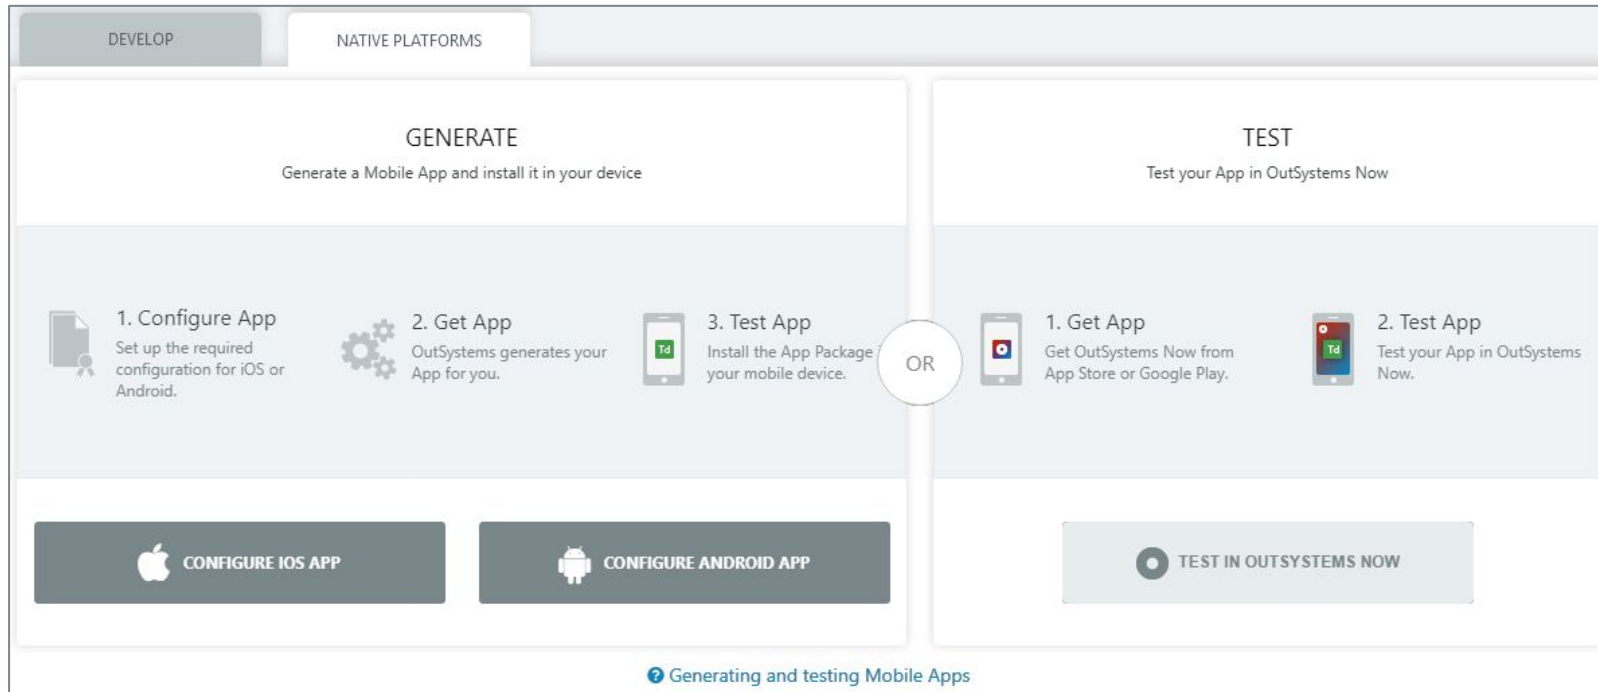 DEVELOP
NATIVE PLATFORMS
GENERATE
Generate a Mobile App and install it in your device
1. Configure App
Set up the required
configuration for iOS or
Android.
2. Get App
OutSystems generates your
App for you.
Td
3. Test App
Install the App Package
your mobile device.
CONFIGURE IOS APP
CONFIGURE ANDROID APP
OR
TEST
Test your App in OutSystems Now
1. Get App
Get OutSystems Now from
App Store or Google Play.
Td
2. Test App
Test your App in OutSystems
Now.
TEST IN OUTSYSTEMS NOW
? Generating and testing Mobile Apps